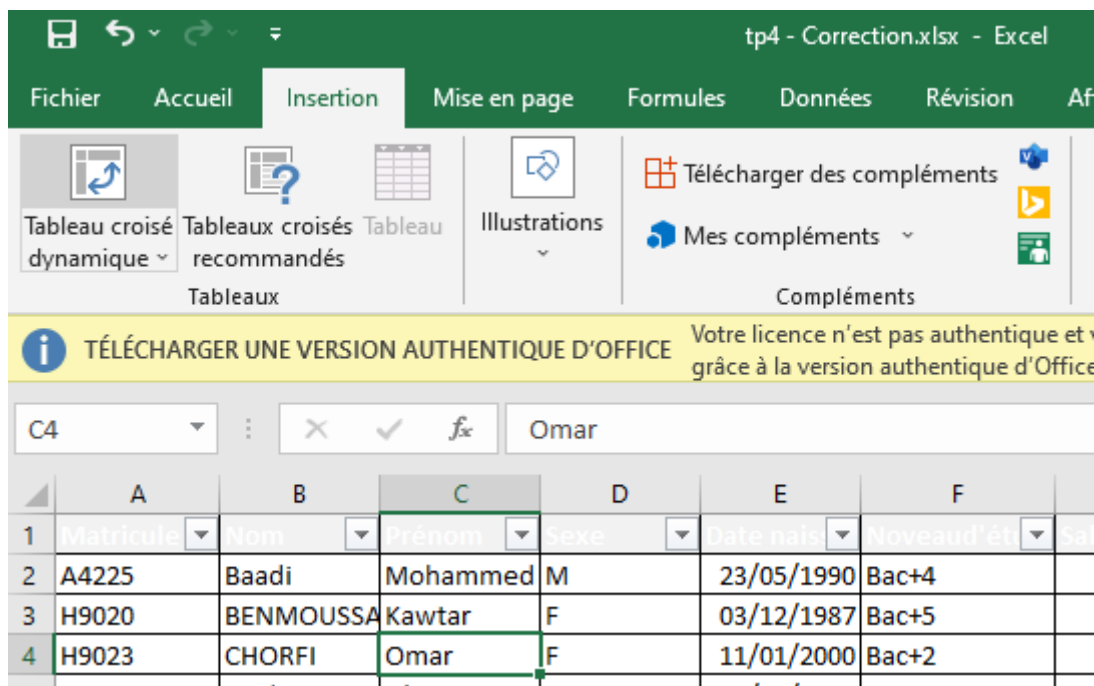 tp4 - Correction.xlsx - Excel
Fichier Accueil Insertion Mise en page Formules Données Révision Af
Tableau croisé dynamique
Tableaux croisés recommandés
Tableau
Illustrations
Télécharger des compléments
Mes compléments
Tableaux
Compléments
TÉLÉCHARGER UNE VERSION AUTHENTIQUE D'OFFICE
Votre licence n'est pas authentique et v
grâce à la version authentique d'Office
C4 fx Omar
A B C D E F
1 Matricule Nom Prénom Sexe Date nais Noveaud'étu Sal
2 A4225 Baadi Mohammed M 23/05/1990 Bac+4
3 H9020 BENMOUSSA Kawtar F 03/12/1987 Bac+5
4 H9023 CHORFI Omar F 11/01/2000 Bac+2